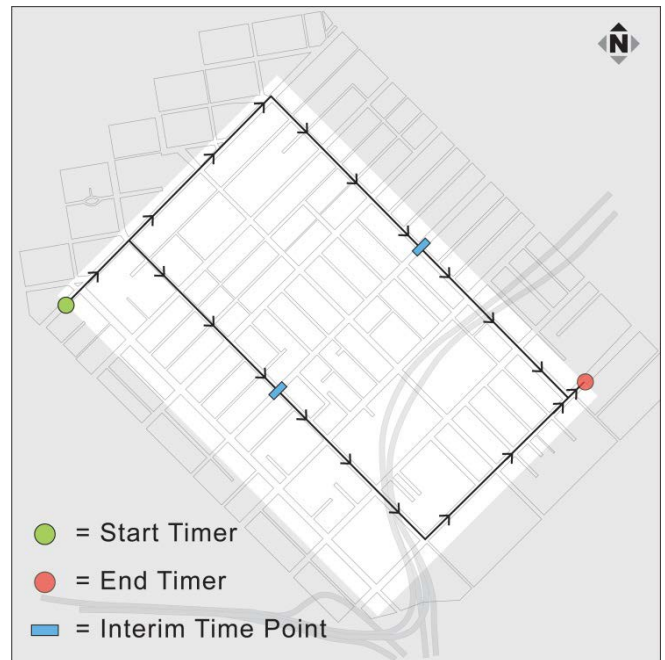 N
= Start Timer
= End Timer
= Interim Time Point